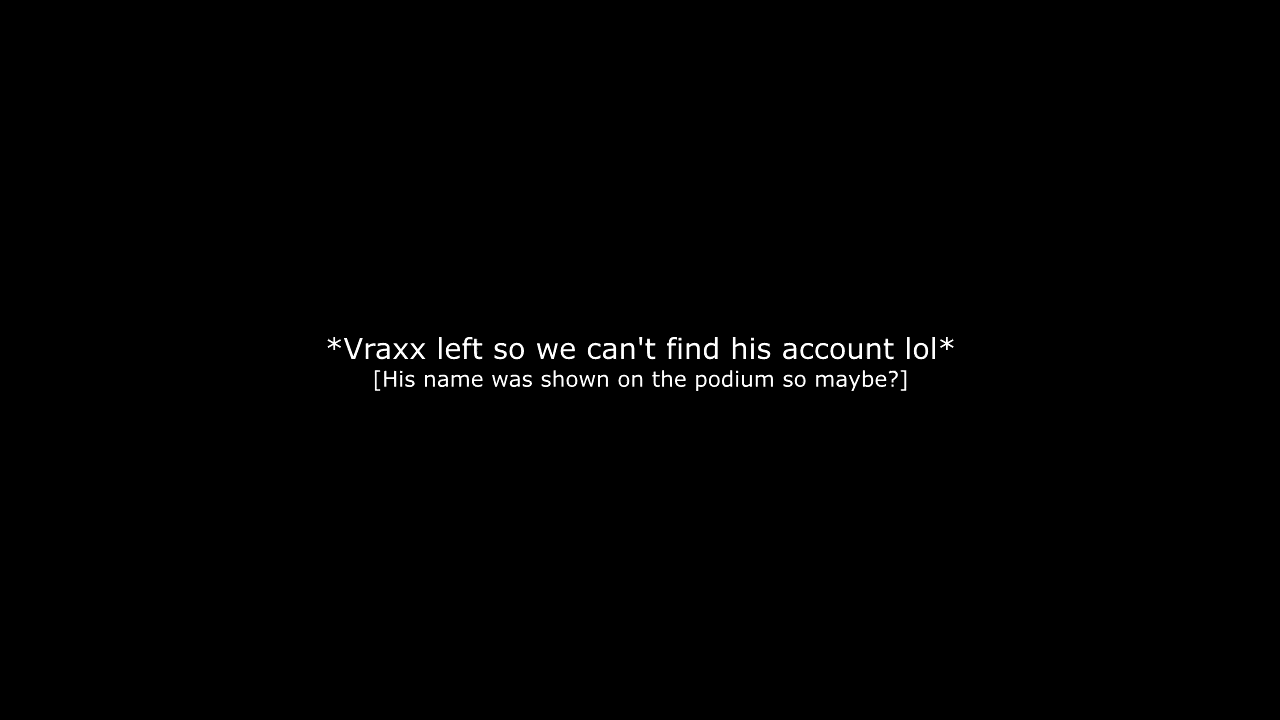 *Vraxx left so we can't find his account lol*
[His name was shown on the podium so maybe?]